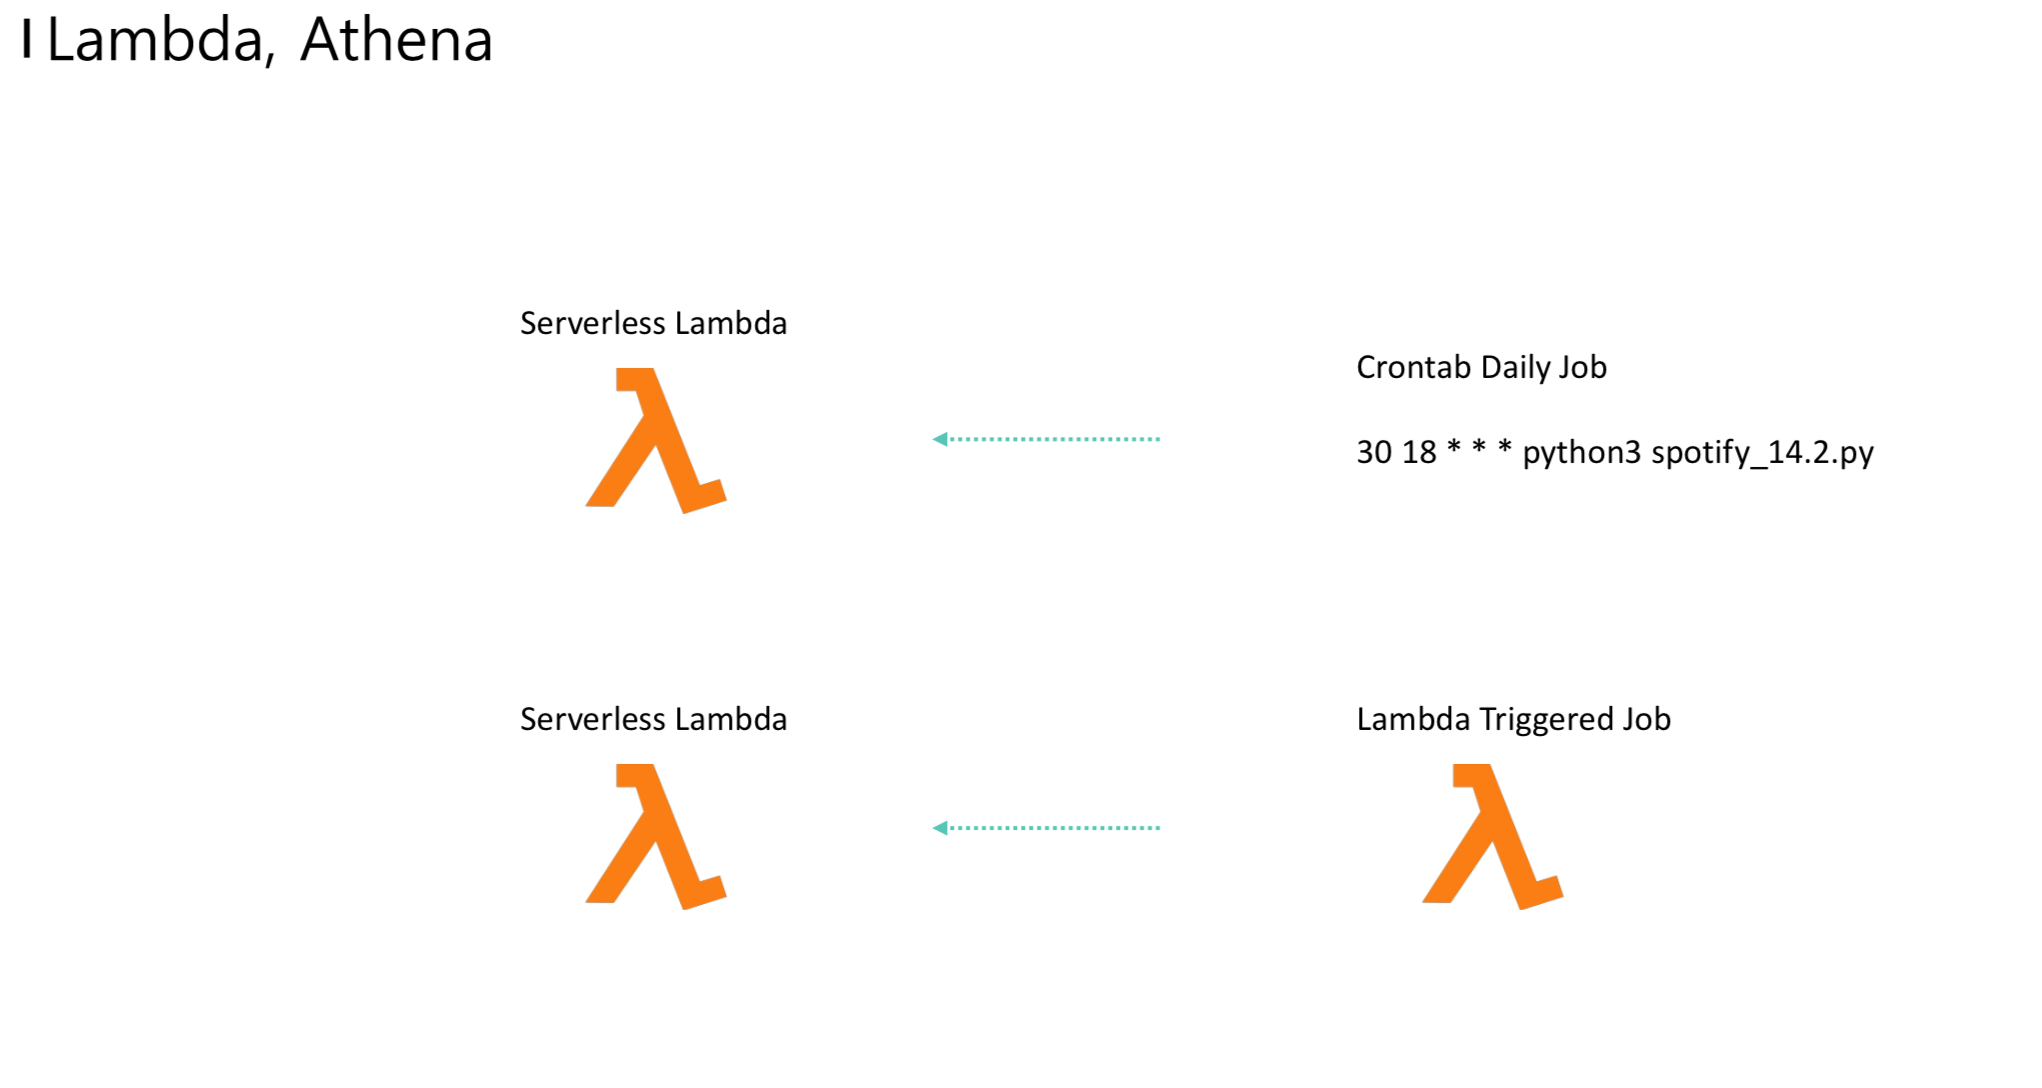 | Lambda, Athena
Serverless Lambda
Crontab Daily Job
30 18 * * * python3 spotify_14.2.py
Serverless Lambda
Lambda Triggered Job